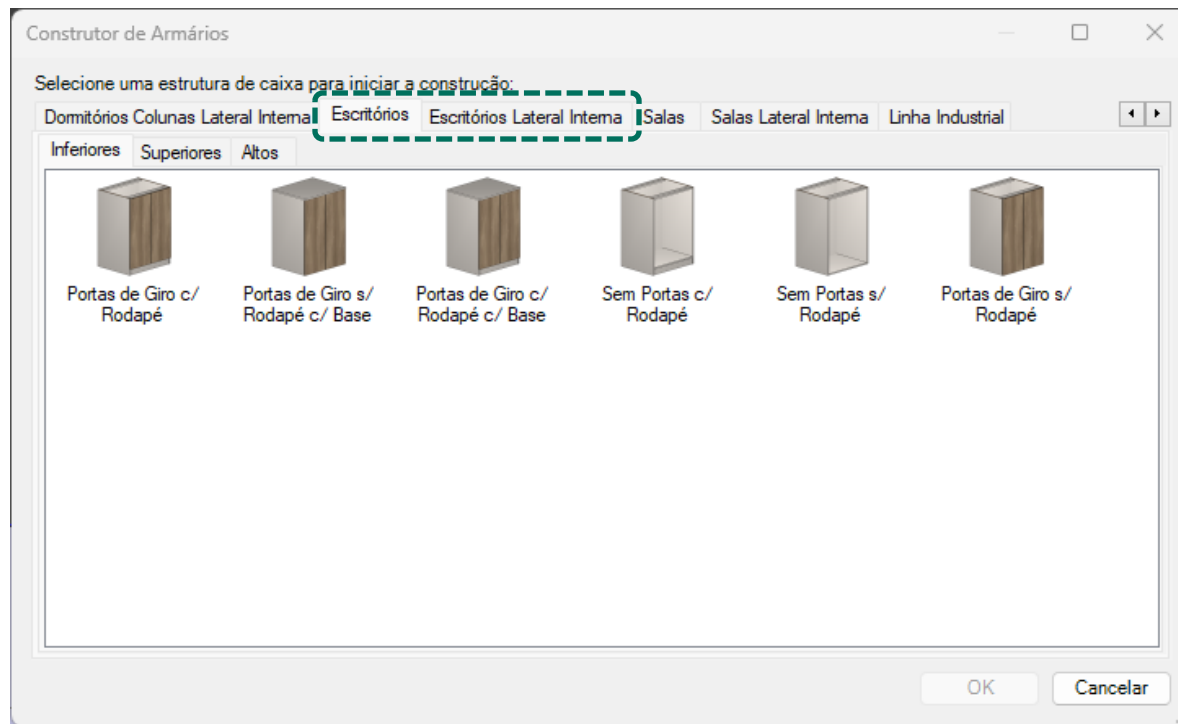 Construtor de Armários
Selecione uma estrutura de caixa para iniciar a construção:
Dormitórios Colunas Lateral Interna Escritórios Escritórios Lateral Interna Salas Salas Lateral Interna Linha Industrial
Inferiores Superiores Altos
Portas de Giro c/ Portas de Giro s/ Portas de Giro c/ Sem Portas c/ Sem Portas s/ Portas de Giro s/
Rodapé Rodapé c/ Base Rodapé c/ Base Rodapé Rodapé Rodapé
OK Cancelar